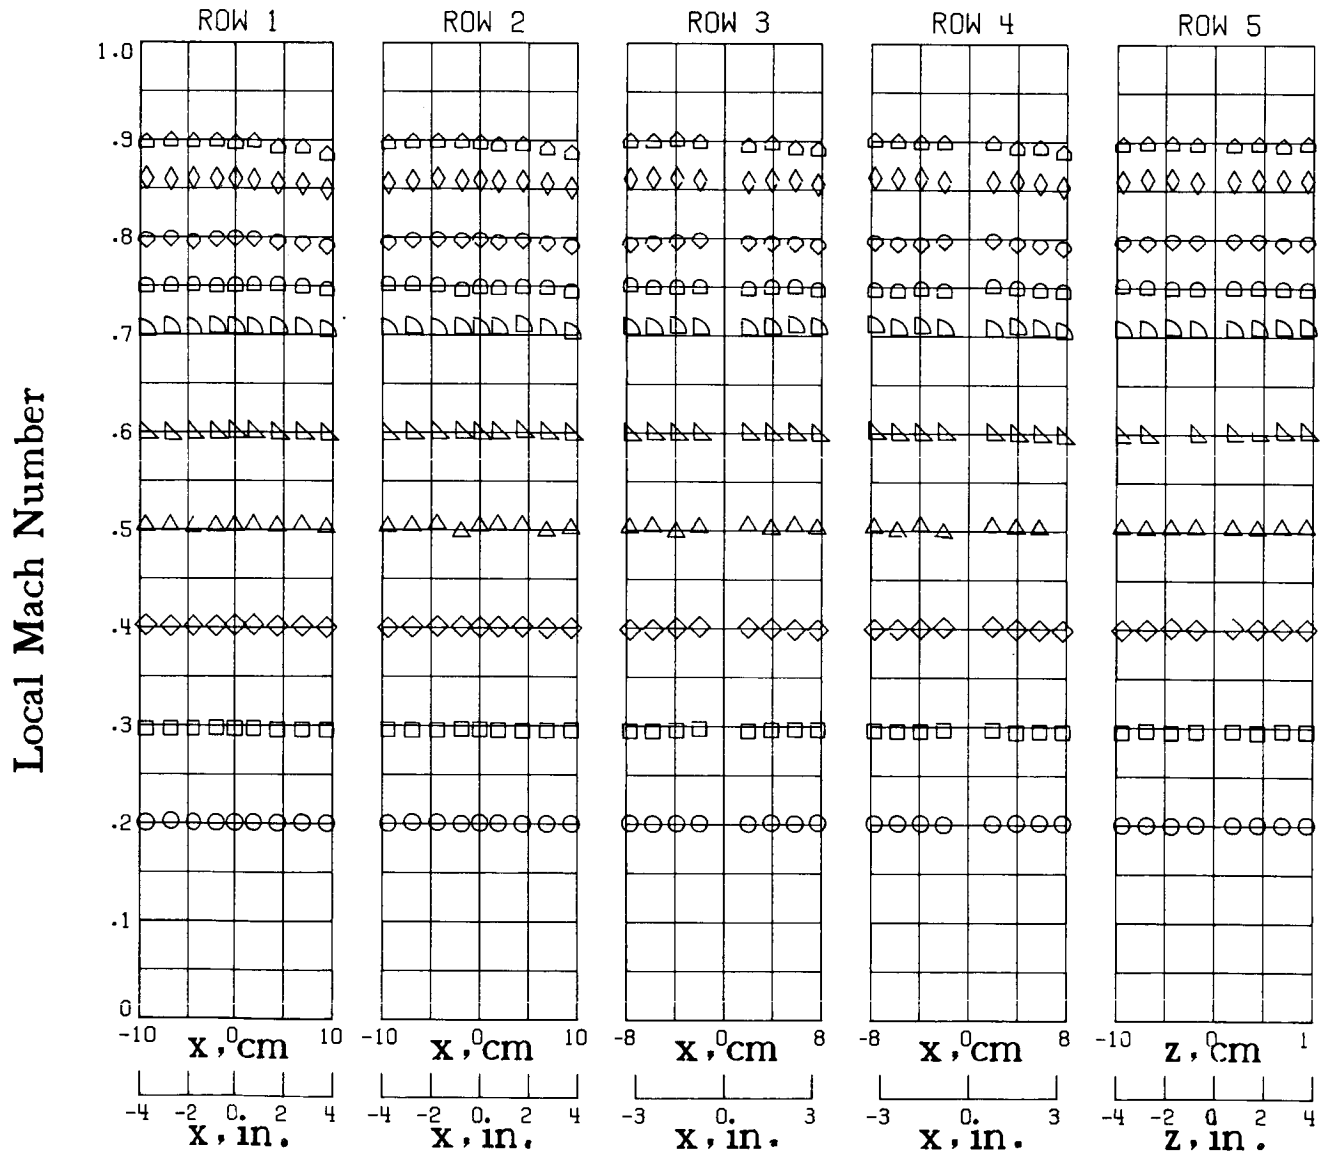 ROW 1 ROW 2 ROW 3 ROW 4 ROW 5
1.0
.9
.8
.7
.6
.5
.4
.3
.2
.1
0
Local Mach Number
-10 0 10 -10 0 10 -8 0 8 -8 0 8 -10 0 1
x, cm x, cm x, cm x, cm z, cm
-4 -2 0. 2 4 -4 -2 0. 2 4 -3 0. 3 -3 0. 3 -4 -2 0 2 4
x, in. x, in. x, in. x, in. z, in.